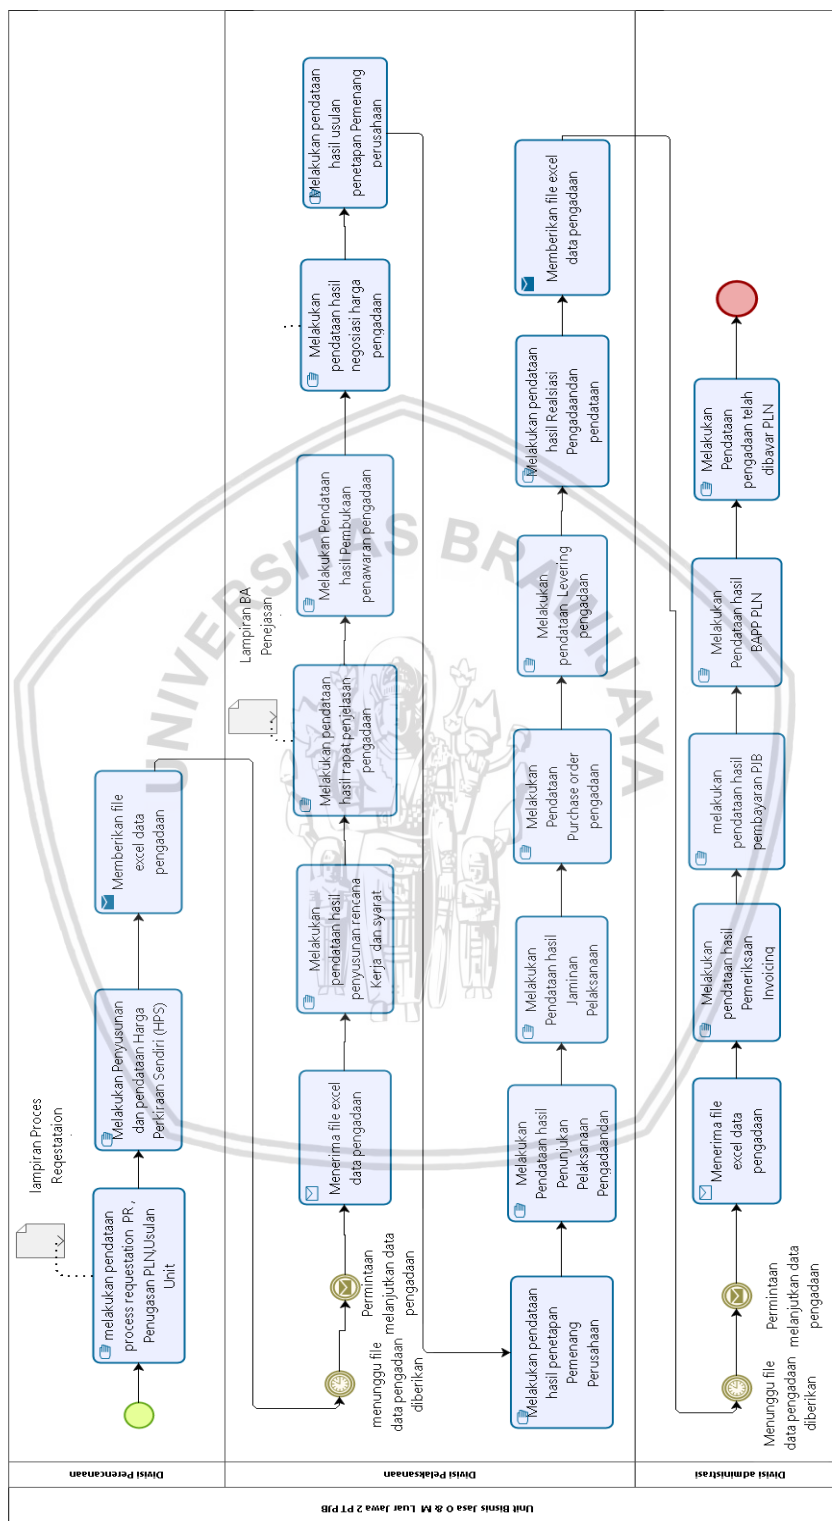 Unit Bisnis Jasa O & M Luar Jawa 2 PT PJB
Divisi Perencanaan
lampiran Proces
Reqestataion
melakukan pendataan
process requestation PR ,
Penugasan PLN,Usulan
Unit
Melakukan Penyusunan
dan pendataan Harga
Perkiraan Sendiri (HPS)
Memberikan file
excel data
pengadaan
Divisi Pelaksanaan
menunggu file
data pengadaan
diberikan
Permintaan
melanjutkan data
pengadaan
Menerima file excel
data pengadaan
Melakukan
pendataan hasil
penyusunan rencana
Kerja dan syarat
Lampiran BA
Penejasan
Melakukan pendataan
hasil rapat penjelasan
pengadaan
Melakukan Pendataan
hasil Pembukaan
penawaran pengadaan
Melakukan
pendataan hasil
negosiasi harga
pengadaan
Melakukan pendataan
hasil usulan
penetapan Pemenang
perusahaan
Melakukan pendataan
hasil penetapan
Pemenang
Perusahaan
Melakukan
Pendataan hasil
Penunjukan
Pelaksanaan
Pengadaandan
Melakukan
Pendataan hasil
Jaminan
Pelaksanaan
Melakukan
Pendataan
Purchase order
pengadaan
Melakukan
pendataan Levering
pengadaan
Melakukan pendataan
hasil Realsiasi
Pengadaandan
pendataan
Memberikan file excel
data pengadaan
Divisi administrasi
Menunggu file
data pengadaan
diberikan
Permintaan
melanjutkan data
pengadaan
Menerima file
excel data
pengadaan
Melakukan
pendataan hasil
Pemeriksaan
Invoicing
melakukan
pendataan hasil
pembayaran PJB
Melakukan
Pendataan hasil
BAPP PLN
Melakukan
Pendataan
pengadaan telah
dibayar PLN
UNIVERSITAS BRAWIJAYA